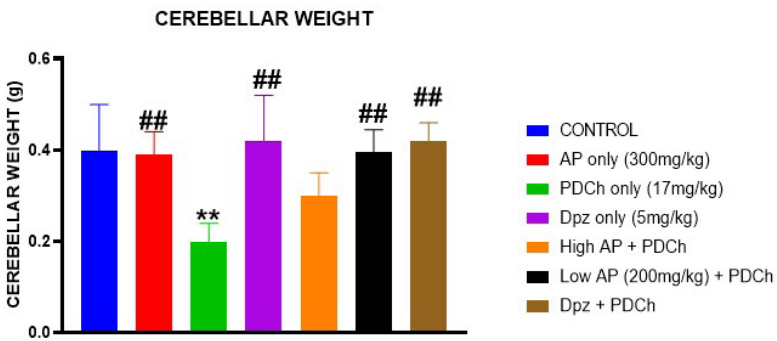 CEREBELLAR WEIGHT
CEREBELLAR WEIGHT (g)
0.6
0.4
0.2
0.0
##
**
##
##
##
CONTROL
AP only (300mg/kg)
PDCh only (17mg/kg)
Dpz only (5mg/kg)
High AP + PDCh
Low AP (200mg/kg) + PDCh
Dpz + PDCh